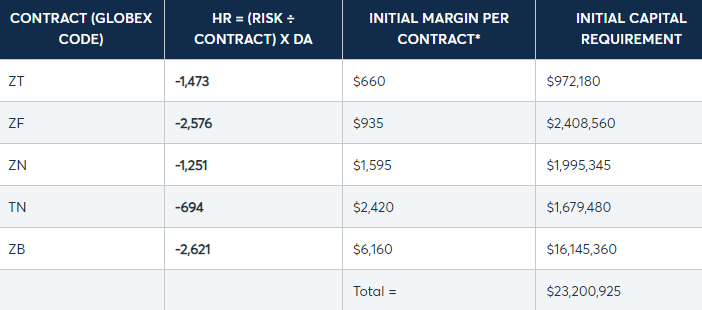 CONTRACT (GLOBEX CODE) HR = (RISK ÷ CONTRACT) X DA INITIAL MARGIN PER CONTRACT* INITIAL CAPITAL REQUIREMENT
ZT -1,473 $660 $972,180
ZF -2,576 $935 $2,408,560
ZN -1,251 $1,595 $1,995,345
TN -694 $2,420 $1,679,480
ZB -2,621 $6,160 $16,145,360
Total = $23,200,925